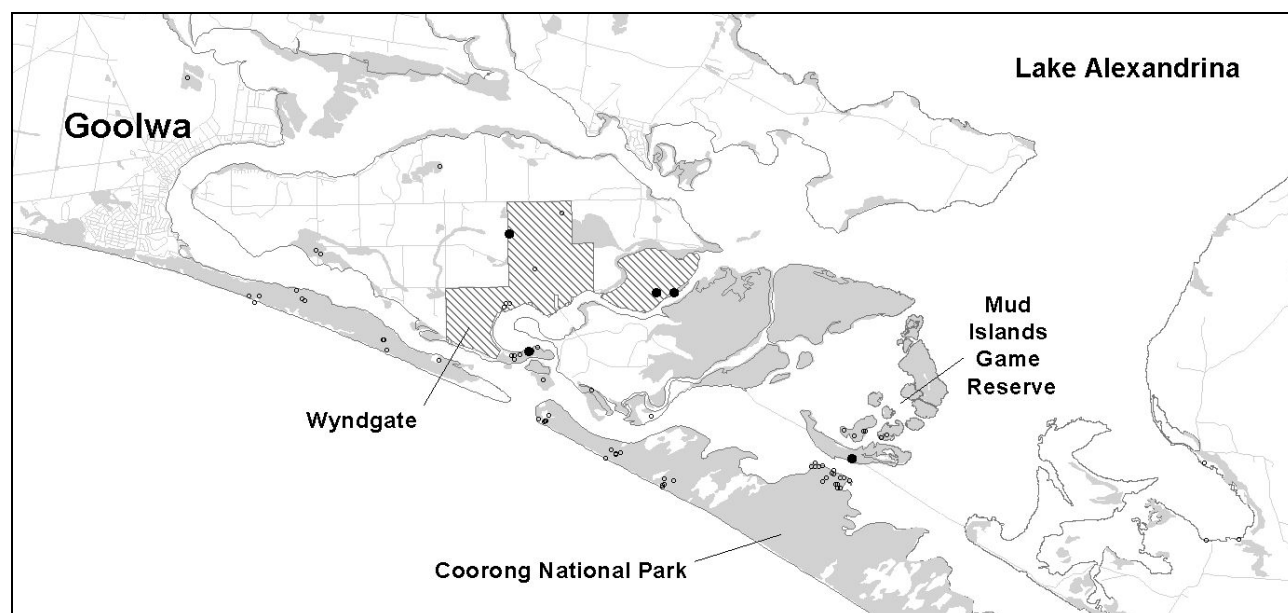 Lake Alexandrina
Goolwa
Mud
Islands
Game
Reserve
Wyndgate
Coorong National Park